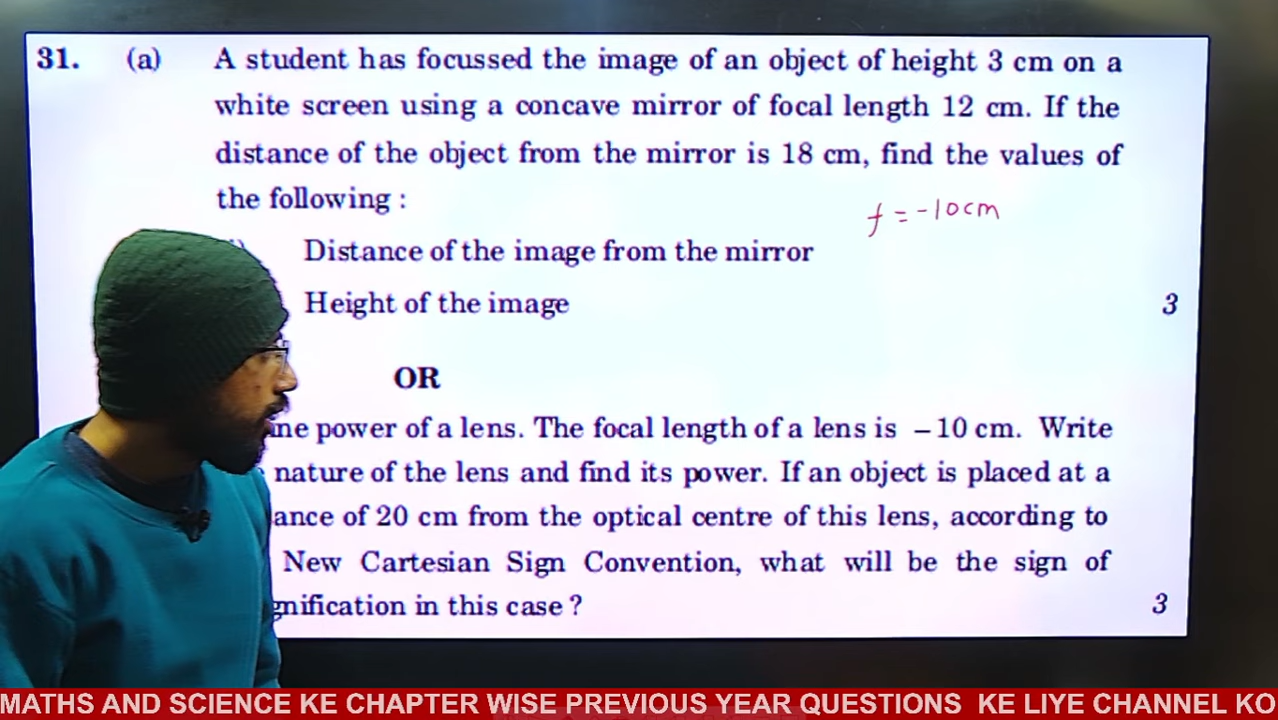 31. (a) A student has focussed the image of an object of height 3 cm on a
white screen using a concave mirror of focal length 12 cm. If the
distance of the object from the mirror is 18 cm, find the values of
the following :
f = -10cm
Distance of the image from the mirror
Height of the image 3
OR
power of a lens. The focal length of a lens is – 10 cm. Write
nature of the lens and find its power. If an object is placed at a
of 20 cm from the optical centre of this lens, according to
New Cartesian Sign Convention, what will be the sign of
in this case ? 3
MATHS AND SCIENCE KE CHAPTER WISE PREVIOUS YEAR QUESTIONS KE LIYE CHANNEL KO